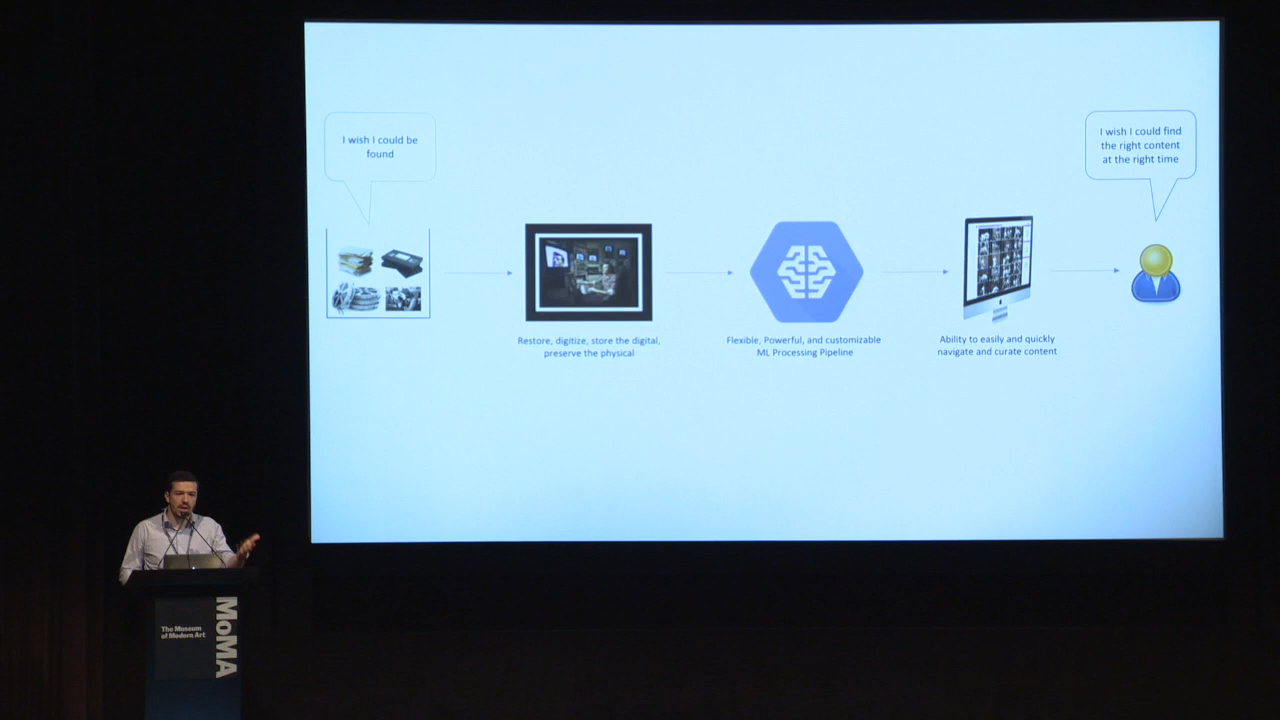 I wish I could be
found
I wish I could find
the right content
at the right time
Restore, digitize, store the digital,
preserve the physical
Flexible, Powerful, and customizable
ML Processing Pipeline
Ability to easily and quickly
navigate and curate content
The Museum
of Modern Art
MoMA